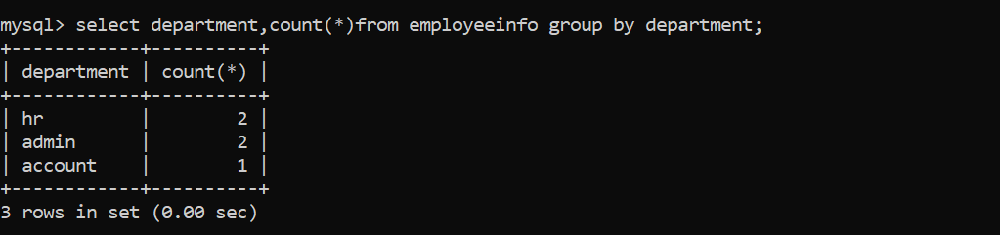 mysql> select department,count(*)from employeeinfo group by department;
+------------+----------+
| department | count(*) |
+------------+----------+
| hr         |        2 |
| admin      |        2 |
| account    |        1 |
+------------+----------+
3 rows in set (0.00 sec)